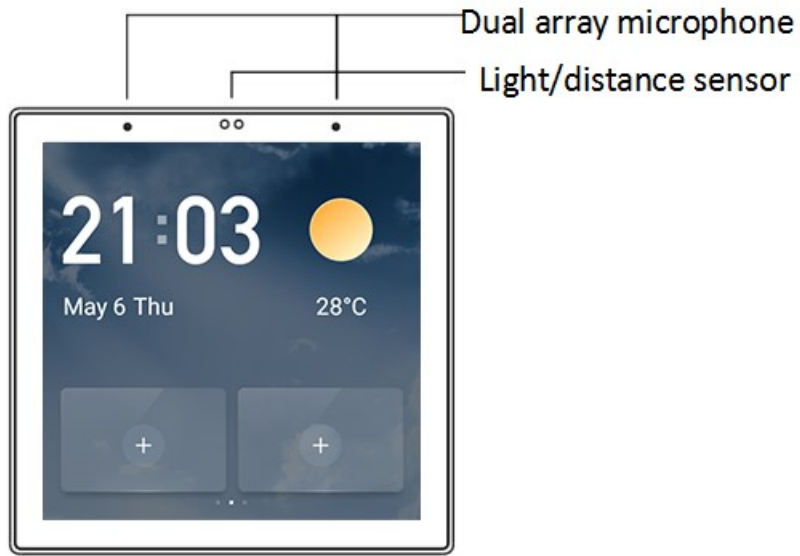 Dual array microphone
Light/distance sensor
21:03
May 6 Thu
28°C
+ +